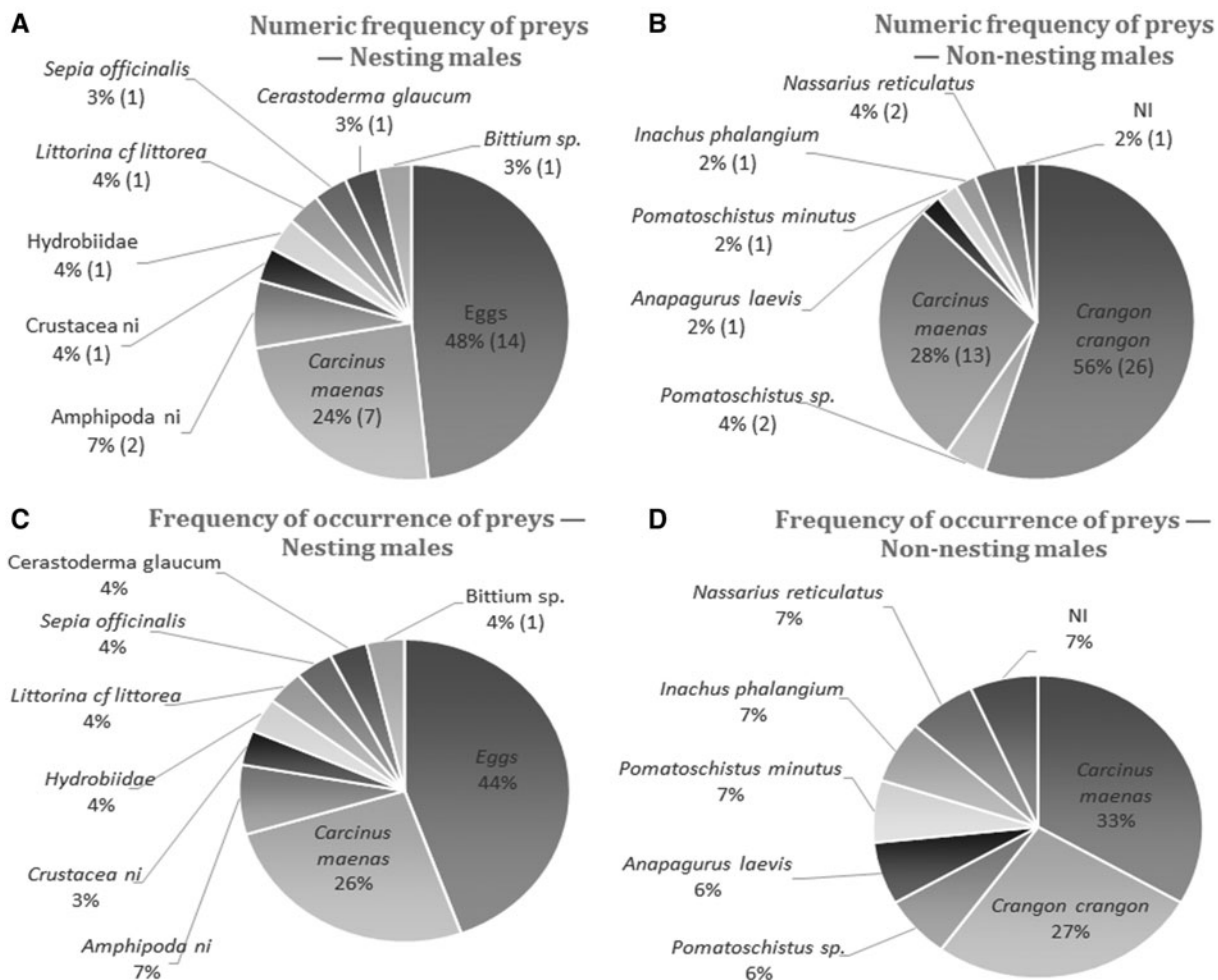 A
Numeric frequency of preys
— Nesting males
Sepia officinalis
3% (1)
Cerastoderma glaucum
3% (1)
Bittium sp.
3% (1)
Littorina cf littorea
4% (1)
Hydrobiidae
4% (1)
Crustacea ni
4% (1)
Amphipoda ni
7% (2)
Carcinus
maenas
24% (7)
Eggs
48% (14)
B
Numeric frequency of preys
— Non-nesting males
Nassarius reticulatus
4% (2)
NI
2% (1)
Inachus phalangium
2% (1)
Pomatoschistus minutus
2% (1)
Anapagurus laevis
2% (1)
Carcinus
maenas
28% (13)
Crangon
crangon
56% (26)
Pomatoschistus sp.
4% (2)
C
Frequency of occurrence of preys —
Nesting males
Cerastoderma glaucum
4%
Bittium sp.
4% (1)
Sepia officinalis
4%
Littorina cf littorea
4%
Hydrobiidae
4%
Crustacea ni
3%
Amphipoda ni
7%
Carcinus
maenas
26%
Eggs
44%
D
Frequency of occurrence of preys —
Non-nesting males
Nassarius reticulatus
7%
NI
7%
Inachus phalangium
7%
Pomatoschistus minutus
7%
Anapagurus laevis
6%
Pomatoschistus sp.
6%
Carcinus
maenas
33%
Crangon crangon
27%